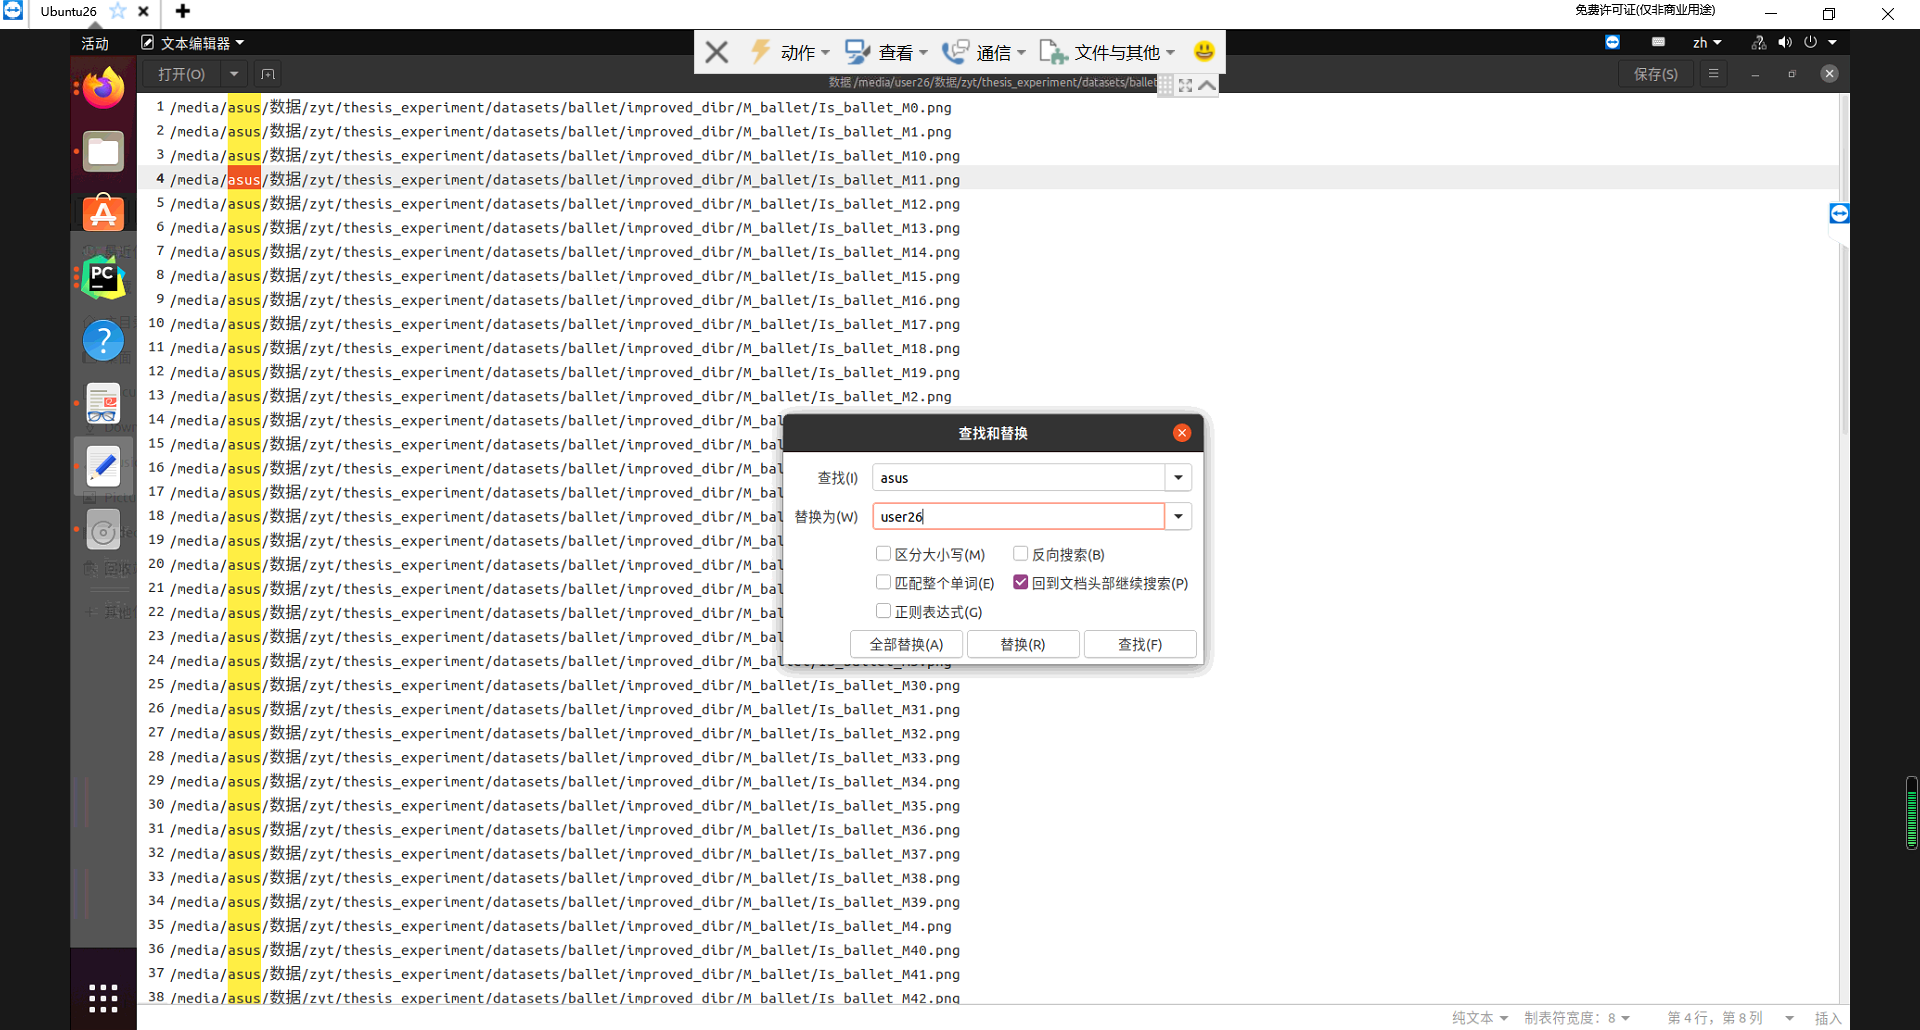 Ubuntu26
免费许可证(仅非商业用途)
活动
文本编辑器
动作
查看
通信
文件与其他
zh
打开(O)
数据 /media/user26/数据/zyt/thesis_experiment/datasets/ballet
保存(S)
1 /media/asus/数据/zyt/thesis_experiment/datasets/ballet/improved_dibr/M_ballet/Is_ballet_M0.png
2 /media/asus/数据/zyt/thesis_experiment/datasets/ballet/improved_dibr/M_ballet/Is_ballet_M1.png
3 /media/asus/数据/zyt/thesis_experiment/datasets/ballet/improved_dibr/M_ballet/Is_ballet_M10.png
4 /media/asus/数据/zyt/thesis_experiment/datasets/ballet/improved_dibr/M_ballet/Is_ballet_M11.png
5 /media/asus/数据/zyt/thesis_experiment/datasets/ballet/improved_dibr/M_ballet/Is_ballet_M12.png
6 /media/asus/数据/zyt/thesis_experiment/datasets/ballet/improved_dibr/M_ballet/Is_ballet_M13.png
7 /media/asus/数据/zyt/thesis_experiment/datasets/ballet/improved_dibr/M_ballet/Is_ballet_M14.png
8 /media/asus/数据/zyt/thesis_experiment/datasets/ballet/improved_dibr/M_ballet/Is_ballet_M15.png
9 /media/asus/数据/zyt/thesis_experiment/datasets/ballet/improved_dibr/M_ballet/Is_ballet_M16.png
10 /media/asus/数据/zyt/thesis_experiment/datasets/ballet/improved_dibr/M_ballet/Is_ballet_M17.png
11 /media/asus/数据/zyt/thesis_experiment/datasets/ballet/improved_dibr/M_ballet/Is_ballet_M18.png
12 /media/asus/数据/zyt/thesis_experiment/datasets/ballet/improved_dibr/M_ballet/Is_ballet_M19.png
13 /media/asus/数据/zyt/thesis_experiment/datasets/ballet/improved_dibr/M_ballet/Is_ballet_M2.png
14 /media/asus/数据/zyt/thesis_experiment/datasets/ballet/improved_dibr/M_bal
15 /media/asus/数据/zyt/thesis_experiment/datasets/ballet/improved_dibr/M_bal
16 /media/asus/数据/zyt/thesis_experiment/datasets/ballet/improved_dibr/M_bal
17 /media/asus/数据/zyt/thesis_experiment/datasets/ballet/improved_dibr/M_bal
18 /media/asus/数据/zyt/thesis_experiment/datasets/ballet/improved_dibr/M_bal
19 /media/asus/数据/zyt/thesis_experiment/datasets/ballet/improved_dibr/M_bal
20 /media/asus/数据/zyt/thesis_experiment/datasets/ballet/improved_dibr/M_bal
21 /media/asus/数据/zyt/thesis_experiment/datasets/ballet/improved_dibr/M_bal
22 /media/asus/数据/zyt/thesis_experiment/datasets/ballet/improved_dibr/M_bal
23 /media/asus/数据/zyt/thesis_experiment/datasets/ballet/improved_dibr/M_bal
24 /media/asus/数据/zyt/thesis_experiment/datasets/ballet/improved_dibr/M_ballet/Is_ballet_M3.png
25 /media/asus/数据/zyt/thesis_experiment/datasets/ballet/improved_dibr/M_ballet/Is_ballet_M30.png
26 /media/asus/数据/zyt/thesis_experiment/datasets/ballet/improved_dibr/M_ballet/Is_ballet_M31.png
27 /media/asus/数据/zyt/thesis_experiment/datasets/ballet/improved_dibr/M_ballet/Is_ballet_M32.png
28 /media/asus/数据/zyt/thesis_experiment/datasets/ballet/improved_dibr/M_ballet/Is_ballet_M33.png
29 /media/asus/数据/zyt/thesis_experiment/datasets/ballet/improved_dibr/M_ballet/Is_ballet_M34.png
30 /media/asus/数据/zyt/thesis_experiment/datasets/ballet/improved_dibr/M_ballet/Is_ballet_M35.png
31 /media/asus/数据/zyt/thesis_experiment/datasets/ballet/improved_dibr/M_ballet/Is_ballet_M36.png
32 /media/asus/数据/zyt/thesis_experiment/datasets/ballet/improved_dibr/M_ballet/Is_ballet_M37.png
33 /media/asus/数据/zyt/thesis_experiment/datasets/ballet/improved_dibr/M_ballet/Is_ballet_M38.png
34 /media/asus/数据/zyt/thesis_experiment/datasets/ballet/improved_dibr/M_ballet/Is_ballet_M39.png
35 /media/asus/数据/zyt/thesis_experiment/datasets/ballet/improved_dibr/M_ballet/Is_ballet_M4.png
36 /media/asus/数据/zyt/thesis_experiment/datasets/ballet/improved_dibr/M_ballet/Is_ballet_M40.png
37 /media/asus/数据/zyt/thesis_experiment/datasets/ballet/improved_dibr/M_ballet/Is_ballet_M41.png
38 /media/asus/数据/zyt/thesis_experiment/datasets/ballet/improved_dibr/M_ballet/Is_ballet_M42.png
PC
查找和替换
查找(I)
asus
替换为(W)
user26
区分大小写(M)
反向搜索(B)
匹配整个单词(E)
回到文档头部继续搜索(P)
正则表达式(G)
全部替换(A)
替换(R)
查找(F)
纯文本
制表符宽度：8
第 4 行，第 8 列
插入